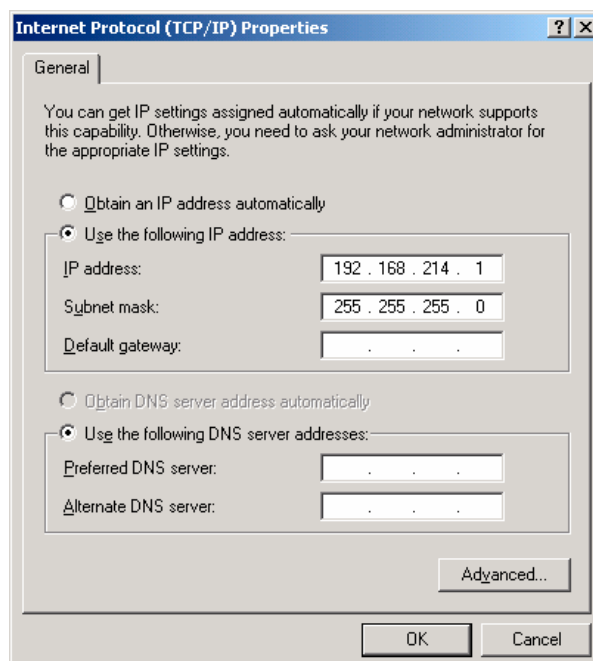 Internet Protocol (TCP/IP) Properties
General
You can get IP settings assigned automatically if your network supports
this capability. Otherwise, you need to ask your network administrator for
the appropriate IP settings.
Obtain an IP address automatically
Use the following IP address:
IP address: 192 . 168 . 214 . 1
Subnet mask: 255 . 255 . 255 . 0
Default gateway: . . .
Obtain DNS server address automatically
Use the following DNS server addresses:
Preferred DNS server: . . .
Alternate DNS server: . . .
Advanced...
OK Cancel